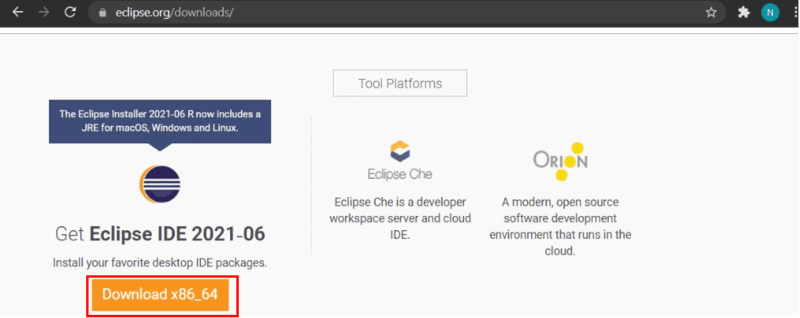 eclipse.org/downloads/
N
Tool Platforms
The Eclipse Installer 2021-06 R now includes a
JRE for macOS, Windows and Linux.
Get Eclipse IDE 2021-06
Install your favorite desktop IDE packages.
Download x86_64
Eclipse Che
Eclipse Che is a developer
workspace server and cloud
IDE.
ORION
A modern, open source
software development
environment that runs in the
cloud.